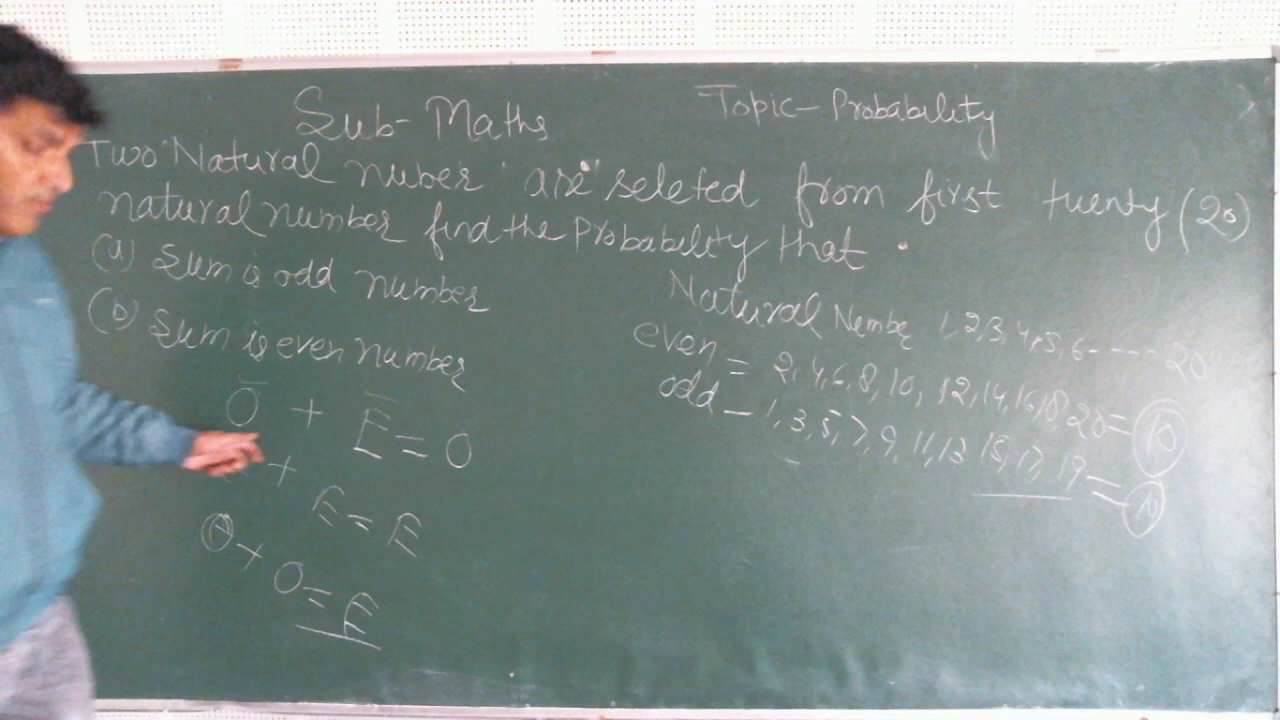 Sub- Maths
Topic- Probability
Two Natural nuber are seleted from first twenty (20)
natural number find the Probability that
(a) Sum is odd number
(b) Sum is even number
Natural Nembe 1,2,3,4,5,6----- 20
even = 2,4,6,8,10,12,14,16,18,20= 10
odd - 1,3,5,7,9,11,13 15,17,19 = 10
O + E = O
+ E = E
O + O = E